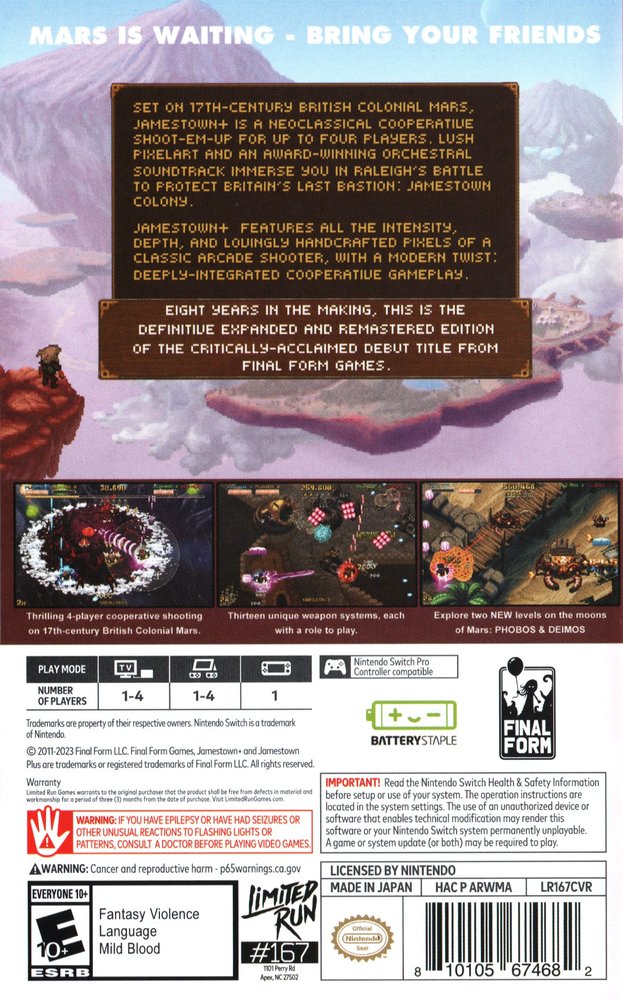 MARS IS WAITING - BRING YOUR FRIENDS
SET ON 17TH-CENTURY BRITISH COLONIAL MARS,
JAMESTOWN+ IS A NEOCLASSICAL COOPERATIVE
SHOOT-EM-UP FOR UP TO FOUR PLAYERS. LUSH
PIXELART AND AN AWARD-WINNING ORCHESTRAL
SOUNDTRACK IMMERSE YOU IN RALEIGH'S BATTLE
TO PROTECT BRITAIN'S LAST BASTION: JAMESTOWN
COLONY.
JAMESTOWN+ FEATURES ALL THE INTENSITY,
DEPTH, AND LOVINGLY HANDCRAFTED PIXELS OF A
CLASSIC ARCADE SHOOTER, WITH A MODERN TWIST:
DEEPLY-INTEGRATED COOPERATIVE GAMEPLAY.
EIGHT YEARS IN THE MAKING, THIS IS THE
DEFINITIVE EXPANDED AND REMASTERED EDITION
OF THE CRITICALLY-ACCLAIMED DEBUT TITLE FROM
FINAL FORM GAMES.
Thrilling 4-player cooperative shooting
on 17th-century British Colonial Mars.
Thirteen unique weapon systems, each
with a role to play.
Explore two NEW levels on the moons
of Mars: PHOBOS & DEIMOS
PLAY MODE
TV
NUMBER
OF PLAYERS
1-4
1-4
1
Nintendo Switch Pro
Controller compatible
BATTERYSTAPLE
FINAL
FORM
Trademarks are property of their respective owners. Nintendo Switch is a trademark
of Nintendo.
© 2011-2023 Final Form LLC. Final Form Games, Jamestown+ and Jamestown
Plus are trademarks or registered trademarks of Final Form LLC. All rights reserved.
Warranty
Limited Run Games warrants to the original purchaser that the product shall be free from defects in material and
workmanship for a period of three (3) months from the date of purchase. Visit LimitedRunGames.com.
WARNING: IF YOU HAVE EPILEPSY OR HAVE HAD SEIZURES OR
OTHER UNUSUAL REACTIONS TO FLASHING LIGHTS OR
PATTERNS, CONSULT A DOCTOR BEFORE PLAYING VIDEO GAMES.
WARNING: Cancer and reproductive harm - p65warnings.ca.gov
IMPORTANT! Read the Nintendo Switch Health & Safety Information
before setup or use of your system. The operation instructions are
located in the system settings. The use of an unauthorized device or
software that enables technical modification may render this
software or your Nintendo Switch system permanently unplayable.
A game or system update (or both) may be required to play.
EVERYONE 10+
E
10+
ESRB
Fantasy Violence
Language
Mild Blood
LIMITED
RUN
#167
1101 Perry Rd
Apex, NC 27502
LICENSED BY NINTENDO
MADE IN JAPAN
HAC P ARWMA
LR167CVR
Official
Nintendo
Seal
8 10105 67468 2